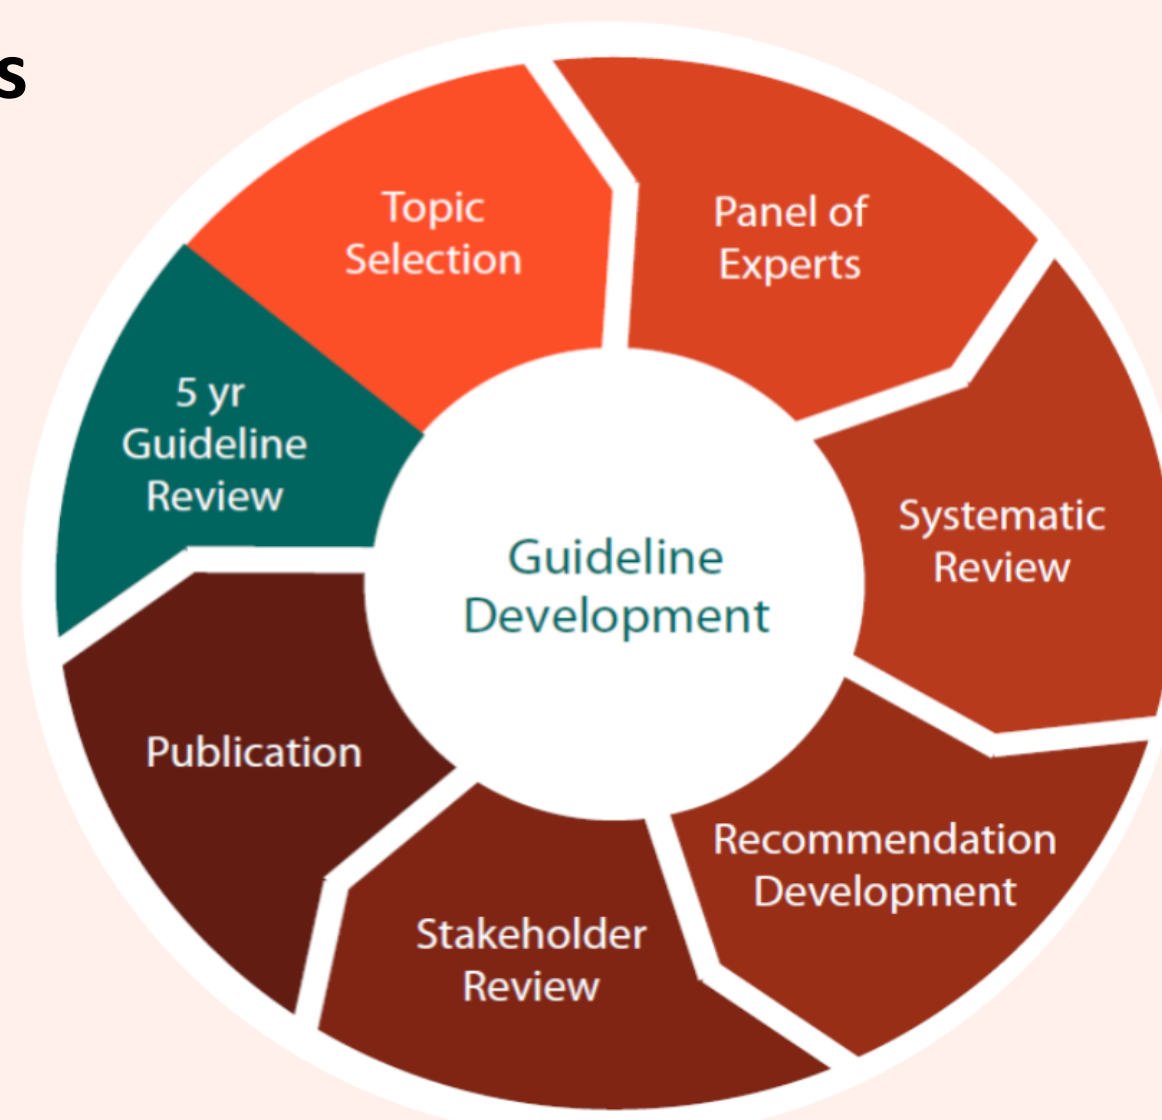 s
Topic
Selection
Panel of
Experts
Systematic
Review
Recommendation
Development
Stakeholder
Review
Publication
5 yr
Guideline
Review
Guideline
Development